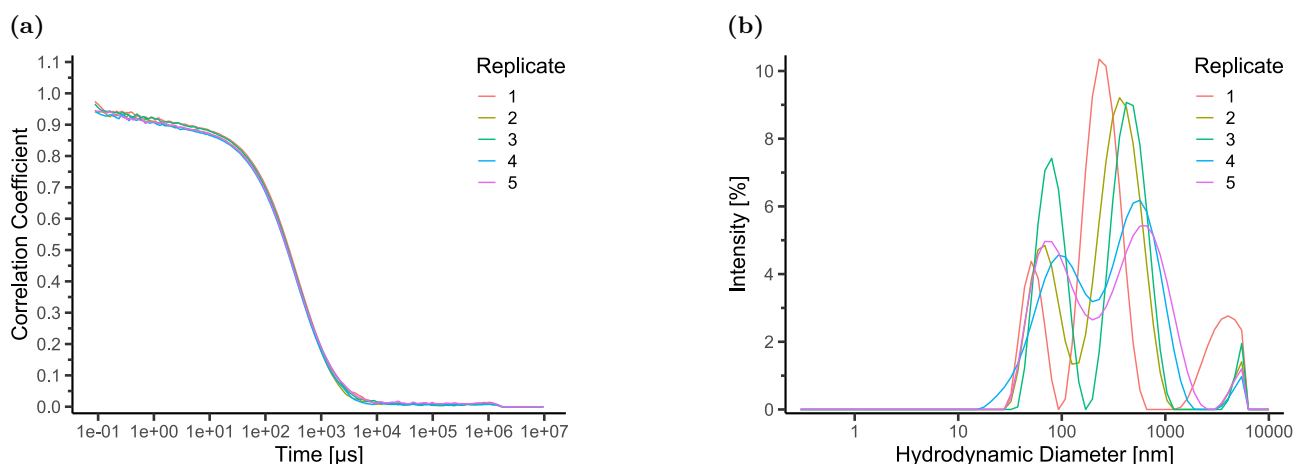 (a)
Correlation Coefficient
1.1
1.0
0.9
0.8
0.7
0.6
0.5
0.4
0.3
0.2
0.1
0.0
1e-01 1e+00 1e+01 1e+02 1e+03 1e+04 1e+05 1e+06 1e+07
Time [µs]
Replicate
1
2
3
4
5
(b)
Intensity [%]
10
8
6
4
2
0
1 10 100 1000 10000
Hydrodynamic Diameter [nm]
Replicate
1
2
3
4
5